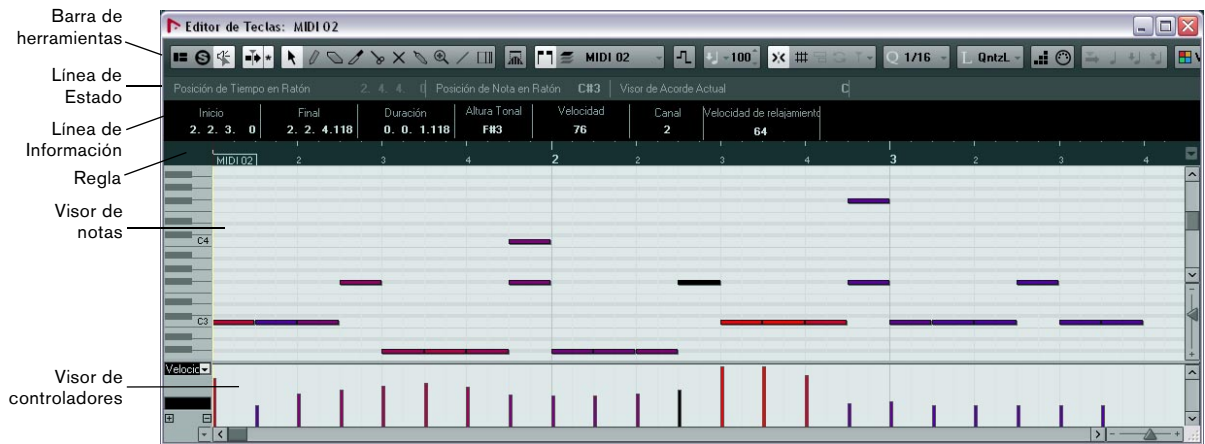 Barra de
herramientas
Línea de
Estado
Línea de
Información
Regla
Visor de
notas
Visor de
controladores
Editor de Teclas: MIDI 02
MIDI 02
100
1/16
L QntzL
Posición de Tiempo en Ratón 2. 4. 4. 0 Posición de Nota en Ratón C#3 Visor de Acorde Actual C
Inicio Final Duración Altura Tonal Velocidad Canal Velocidad de relajamiento
2. 2. 3. 0 2. 2. 4.118 0. 0. 1.118 F#3 76 2 64
MIDI 02 2 3 4 2 2 3 4 3 2 3 4
C4
C3
Velocic